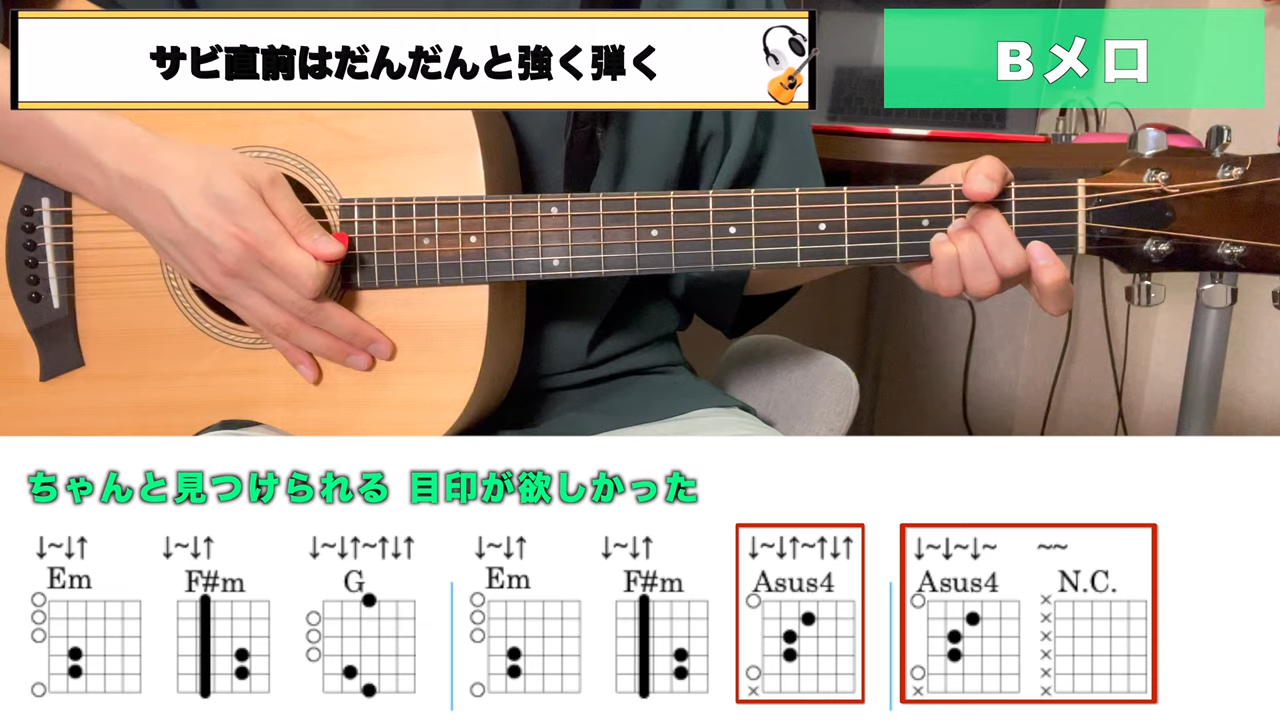 サビ直前はだんだんと強く弾く
Bメロ
ちゃんと見つけられる 目印が欲しかった
↓~↓↑ ↓~↓↑ ↓~↓↑~↑↓↑ ↓~↓↑ ↓~↓↑ ↓~↓↑~↑↓↑ ↓~↓~↓~ ~~
Em F#m G Em F#m Asus4 Asus4 N.C.